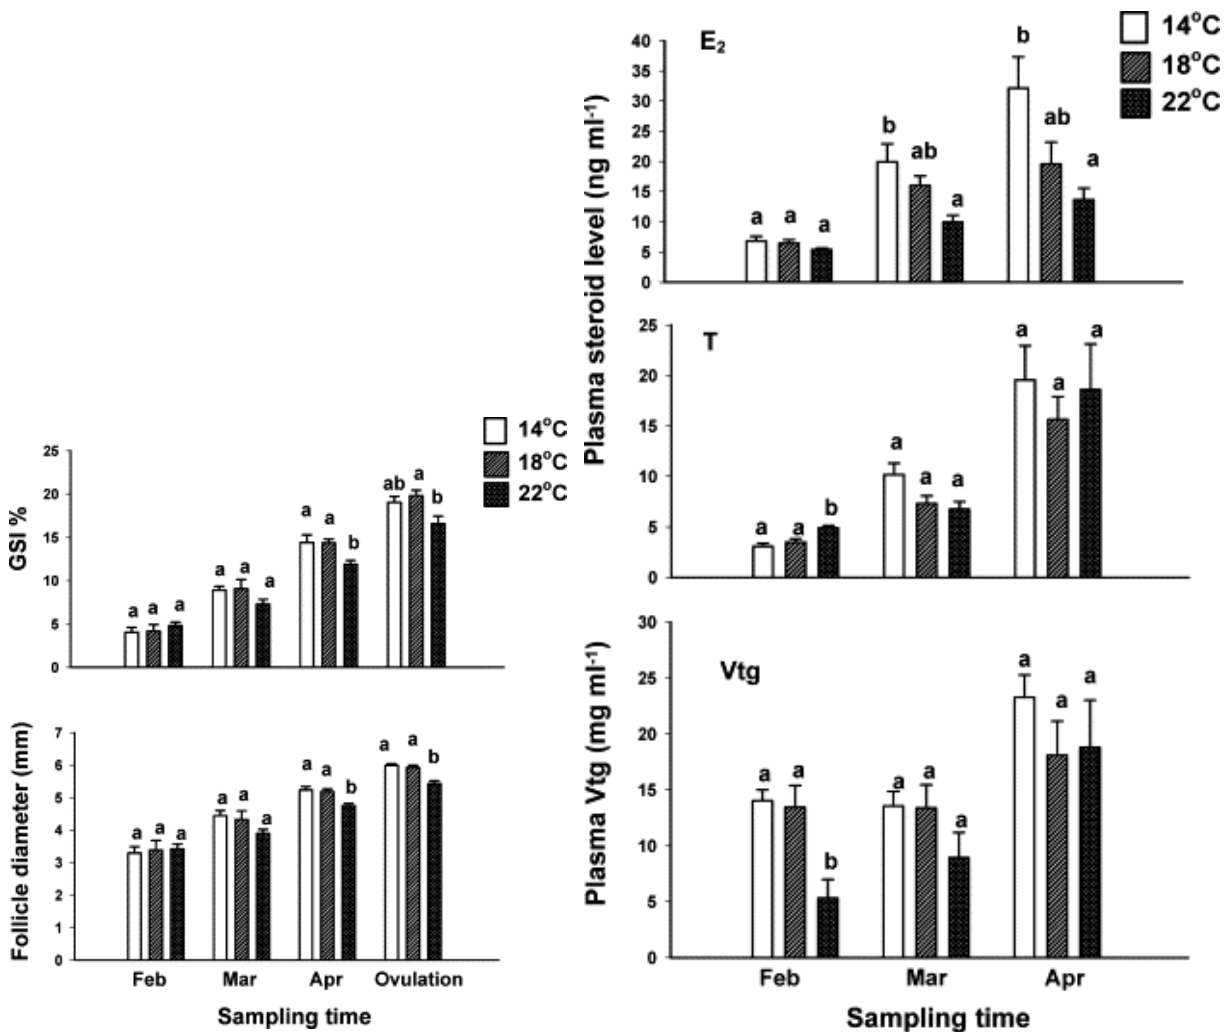 14°C
18°C
22°C
GSI %
25
20
15
10
5
0
a a a
a a a
a a b
ab a b
Follicle diameter (mm)
7
6
5
4
3
2
1
0
a a a
a a a
a a b
a a b
Feb Mar Apr Ovulation
Sampling time
14°C
18°C
22°C
E₂
Plasma steroid level (ng ml⁻¹)
40
35
30
25
20
15
10
5
0
a a a
b ab a
b ab a
T
25
20
15
10
5
0
a a b
a a a
a a a
Vtg
Plasma Vtg (mg ml⁻¹)
30
25
20
15
10
5
0
a a b
a a a
a a a
Feb Mar Apr
Sampling time